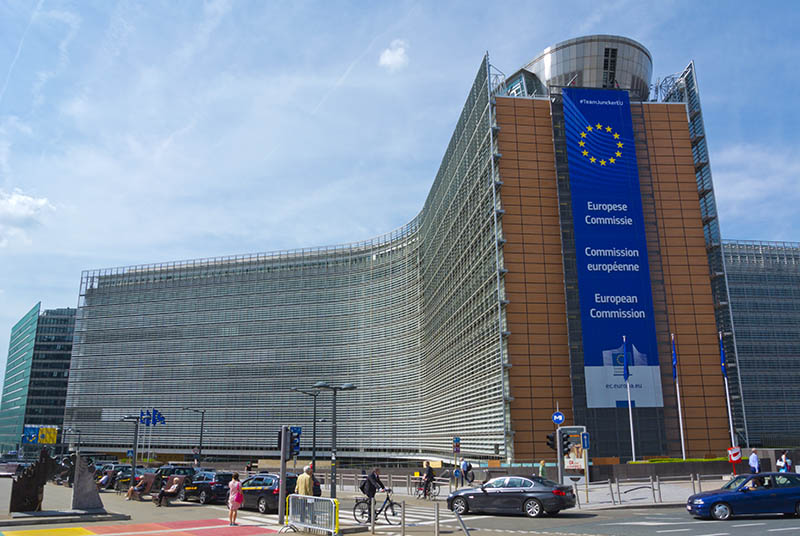 #TeamJunckerEU
Europese
Commissie
Commission
européenne
European
Commission
ec.europa.eu
M